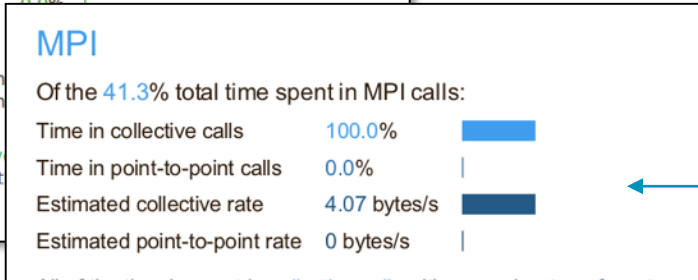 MPI
Of the 41.3% total time spent in MPI calls:
Time in collective calls 100.0%
Time in point-to-point calls 0.0%
Estimated collective rate 4.07 bytes/s
Estimated point-to-point rate 0 bytes/s